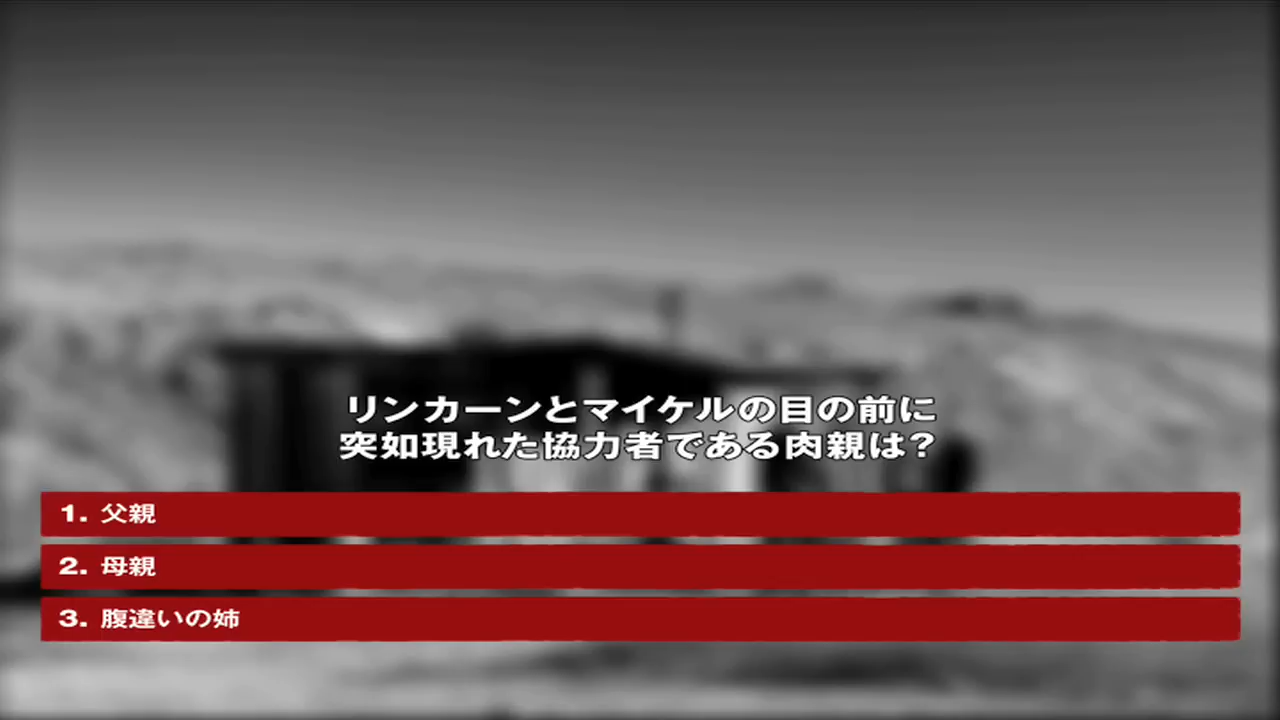 リンカーンとマイケルの目の前に
突如現れた協力者である肉親は？
1. 父親
2. 母親
3. 腹違いの姉